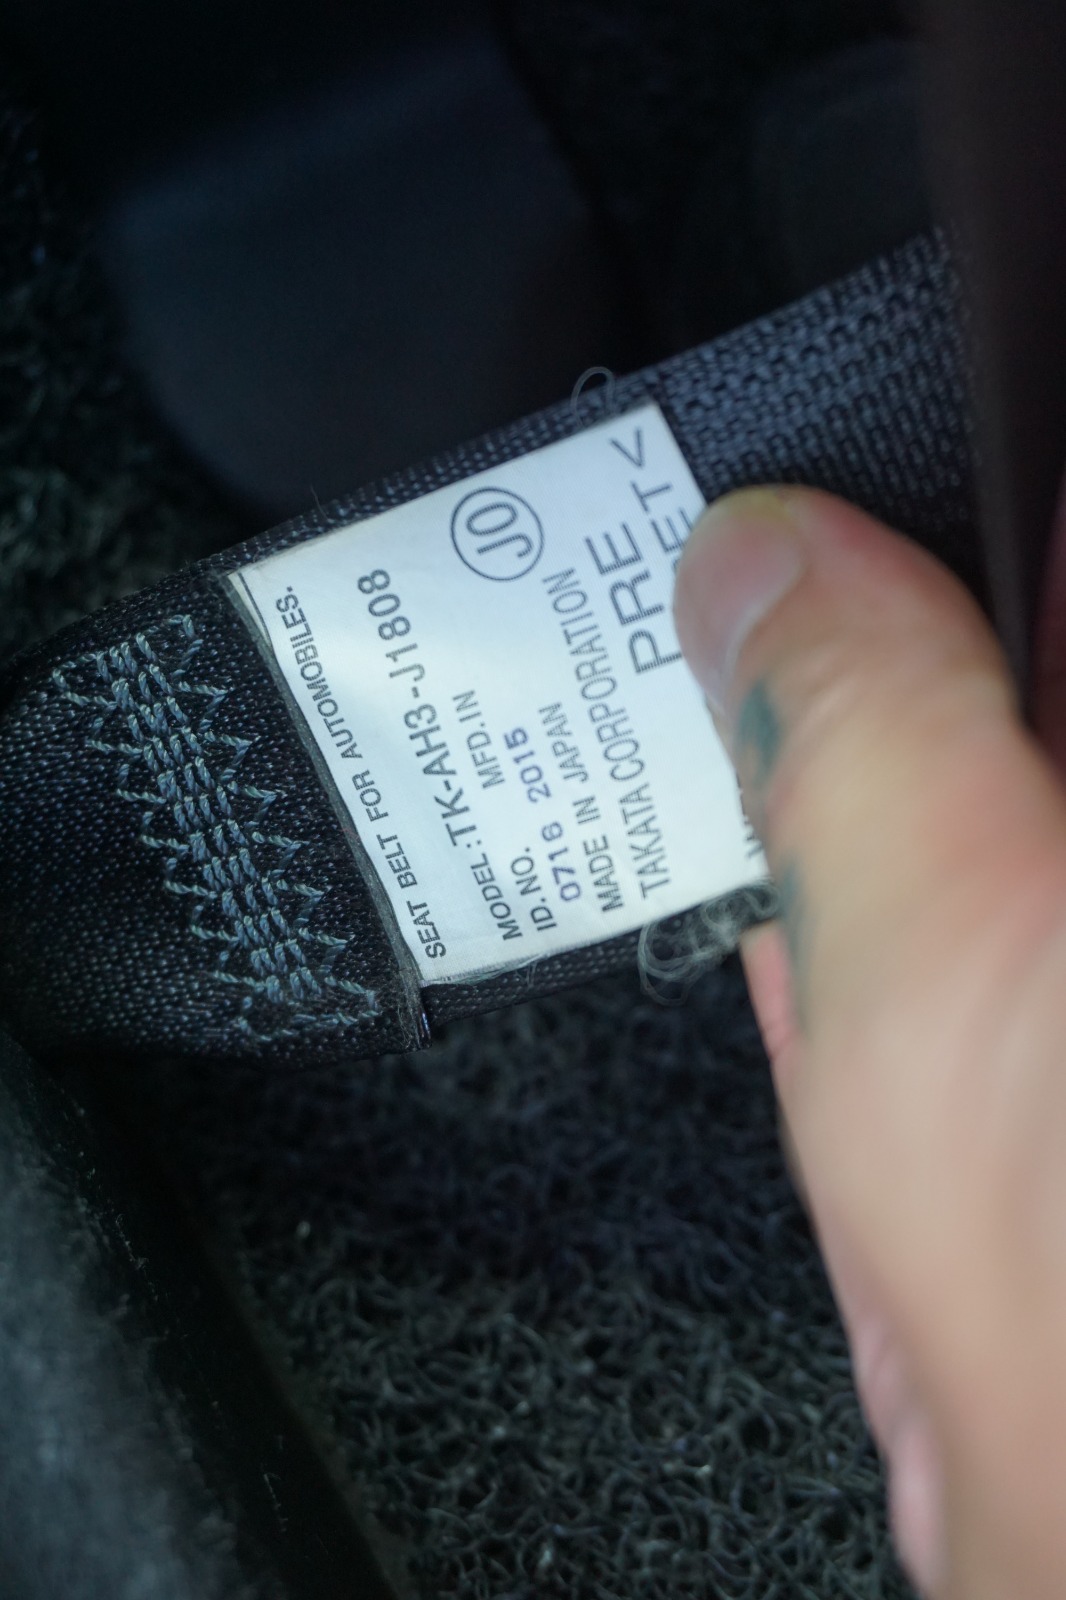 SEAT BELT FOR AUTOMOBILES.
MODEL:TK-AH3-J1808
ID.NO. MFD.IN
0716 2015
MADE IN JAPAN
TAKATA CORPORATION
JO
PRE
PRET<